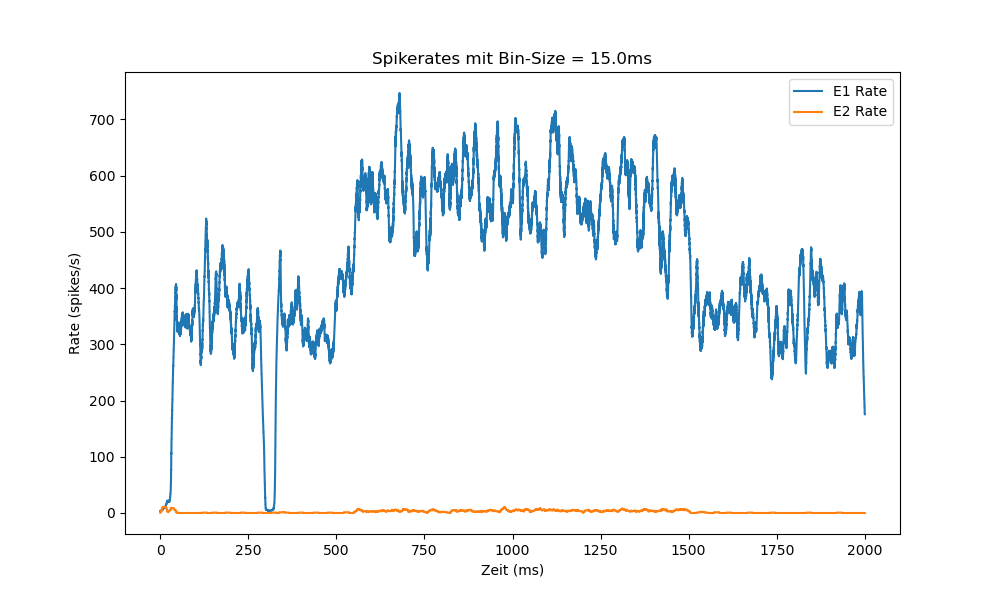 Spikerates mit Bin-Size = 15.0ms
E1 Rate
E2 Rate
Rate (spikes/s)
700
600
500
400
300
200
100
0
0 250 500 750 1000 1250 1500 1750 2000
Zeit (ms)